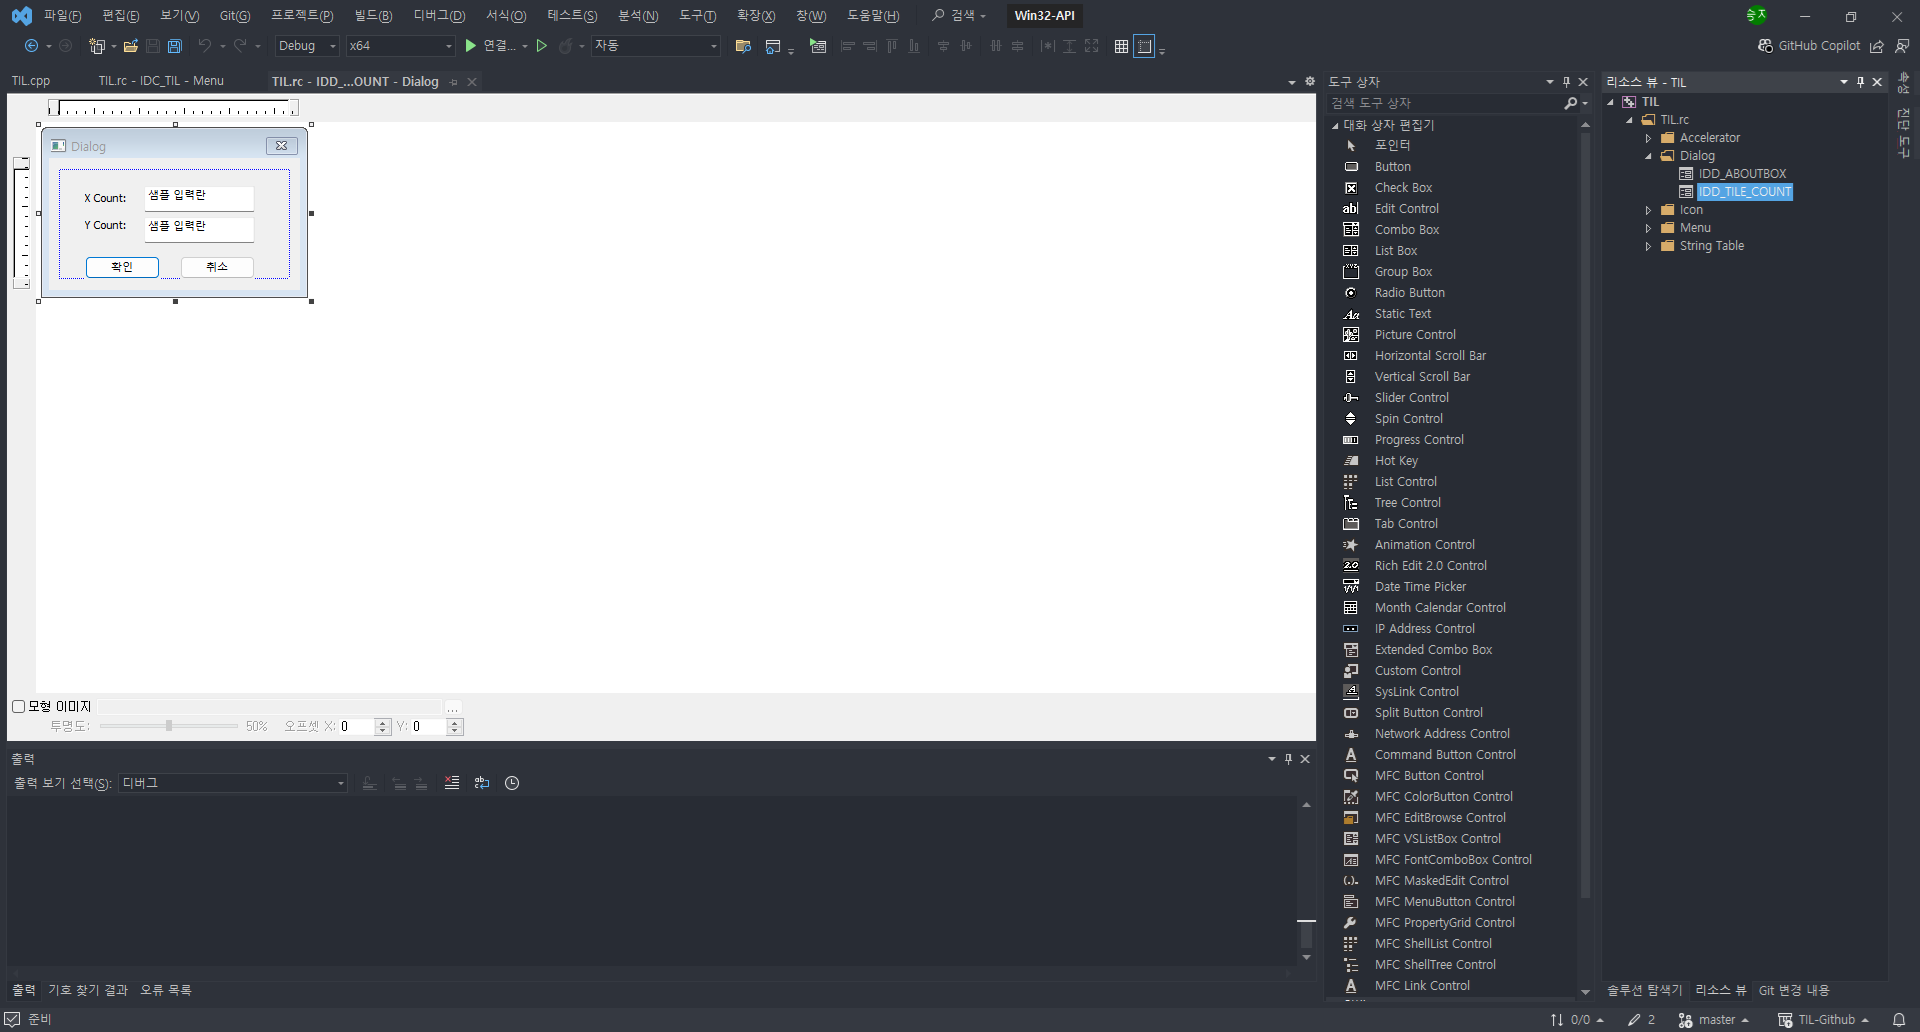 파일(F) 편집(E) 보기(V) Git(G) 프로젝트(P) 빌드(B) 디버그(D) 서식(O) 테스트(S) 분석(N) 도구(T) 확장(X) 창(W) 도움말(H) 검색 Win32-API 승지
Debug x64 연결... 자동 GitHub Copilot
TIL.cpp TIL.rc - IDC_TIL - Menu TIL.rc - IDD_...OUNT - Dialog
Dialog
X Count: 샘플 입력란
Y Count: 샘플 입력란
확인 취소
모형 이미지 ...
투명도: 50% 오프셋 X: 0 Y: 0
출력
출력 보기 선택(S): 디버그
출력 기호 찾기 결과 오류 목록
도구 상자
검색 도구 상자
대화 상자 편집기
포인터
Button
Check Box
Edit Control
Combo Box
List Box
Group Box
Radio Button
Static Text
Picture Control
Horizontal Scroll Bar
Vertical Scroll Bar
Slider Control
Spin Control
Progress Control
Hot Key
List Control
Tree Control
Tab Control
Animation Control
Rich Edit 2.0 Control
Date Time Picker
Month Calendar Control
IP Address Control
Extended Combo Box
Custom Control
SysLink Control
Split Button Control
Network Address Control
Command Button Control
MFC Button Control
MFC ColorButton Control
MFC EditBrowse Control
MFC VSListBox Control
MFC FontComboBox Control
MFC MaskedEdit Control
MFC MenuButton Control
MFC PropertyGrid Control
MFC ShellList Control
MFC ShellTree Control
MFC Link Control
리소스 뷰 - TIL
TIL
TIL.rc
Accelerator
Dialog
IDD_ABOUTBOX
IDD_TILE_COUNT
Icon
Menu
String Table
솔루션 탐색기 리소스 뷰 Git 변경 내용
속성
진단 도구
준비 0/0 2 master TIL-Github